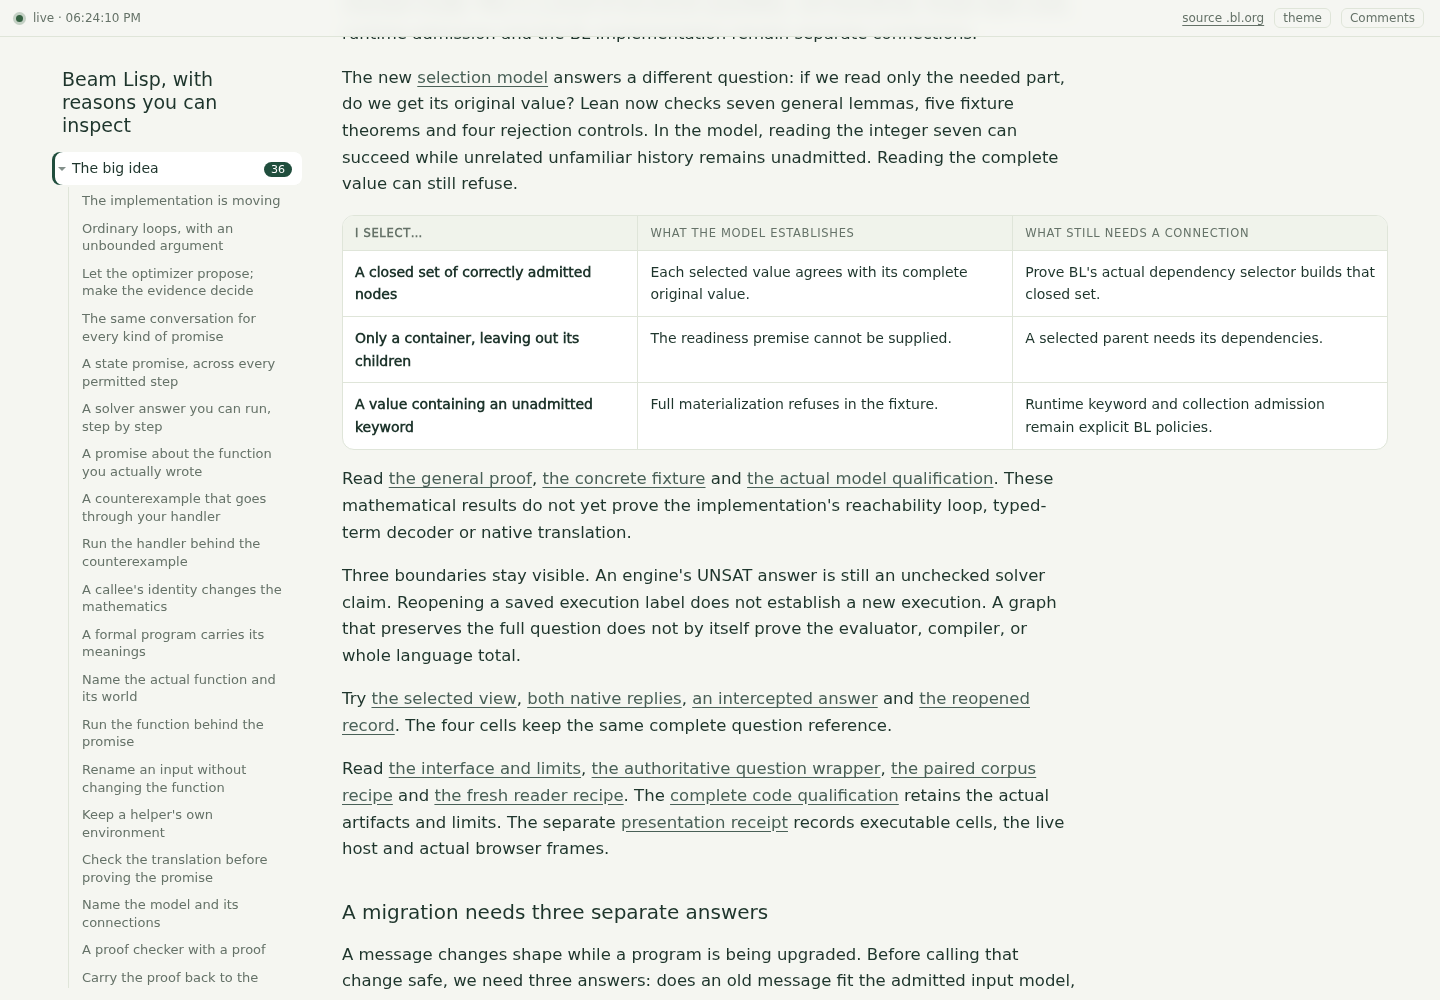 live · 06:24:10 PM
source .bl.org
theme
Comments
Beam Lisp, with
reasons you can
inspect
The big idea
36
The implementation is moving
Ordinary loops, with an
unbounded argument
Let the optimizer propose;
make the evidence decide
The same conversation for
every kind of promise
A state promise, across every
permitted step
A solver answer you can run,
step by step
A promise about the function
you actually wrote
A counterexample that goes
through your handler
Run the handler behind the
counterexample
A callee's identity changes the
mathematics
A formal program carries its
meanings
Name the actual function and
its world
Run the function behind the
promise
Rename an input without
changing the function
Keep a helper's own
environment
Check the translation before
proving the promise
Name the model and its
connections
A proof checker with a proof
Carry the proof back to the
runtime admission and the BL implementation remain separate connections.
The new selection model answers a different question: if we read only the needed part,
do we get its original value? Lean now checks seven general lemmas, five fixture
theorems and four rejection controls. In the model, reading the integer seven can
succeed while unrelated unfamiliar history remains unadmitted. Reading the complete
value can still refuse.
I SELECT...
WHAT THE MODEL ESTABLISHES
WHAT STILL NEEDS A CONNECTION
A closed set of correctly admitted
nodes
Each selected value agrees with its complete
original value.
Prove BL's actual dependency selector builds that
closed set.
Only a container, leaving out its
children
The readiness premise cannot be supplied.
A selected parent needs its dependencies.
A value containing an unadmitted
keyword
Full materialization refuses in the fixture.
Runtime keyword and collection admission
remain explicit BL policies.
Read the general proof, the concrete fixture and the actual model qualification. These
mathematical results do not yet prove the implementation's reachability loop, typed-
term decoder or native translation.
Three boundaries stay visible. An engine's UNSAT answer is still an unchecked solver
claim. Reopening a saved execution label does not establish a new execution. A graph
that preserves the full question does not by itself prove the evaluator, compiler, or
whole language total.
Try the selected view, both native replies, an intercepted answer and the reopened
record. The four cells keep the same complete question reference.
Read the interface and limits, the authoritative question wrapper, the paired corpus
recipe and the fresh reader recipe. The complete code qualification retains the actual
artifacts and limits. The separate presentation receipt records executable cells, the live
host and actual browser frames.
A migration needs three separate answers
A message changes shape while a program is being upgraded. Before calling that
change safe, we need three answers: does an old message fit the admitted input model,